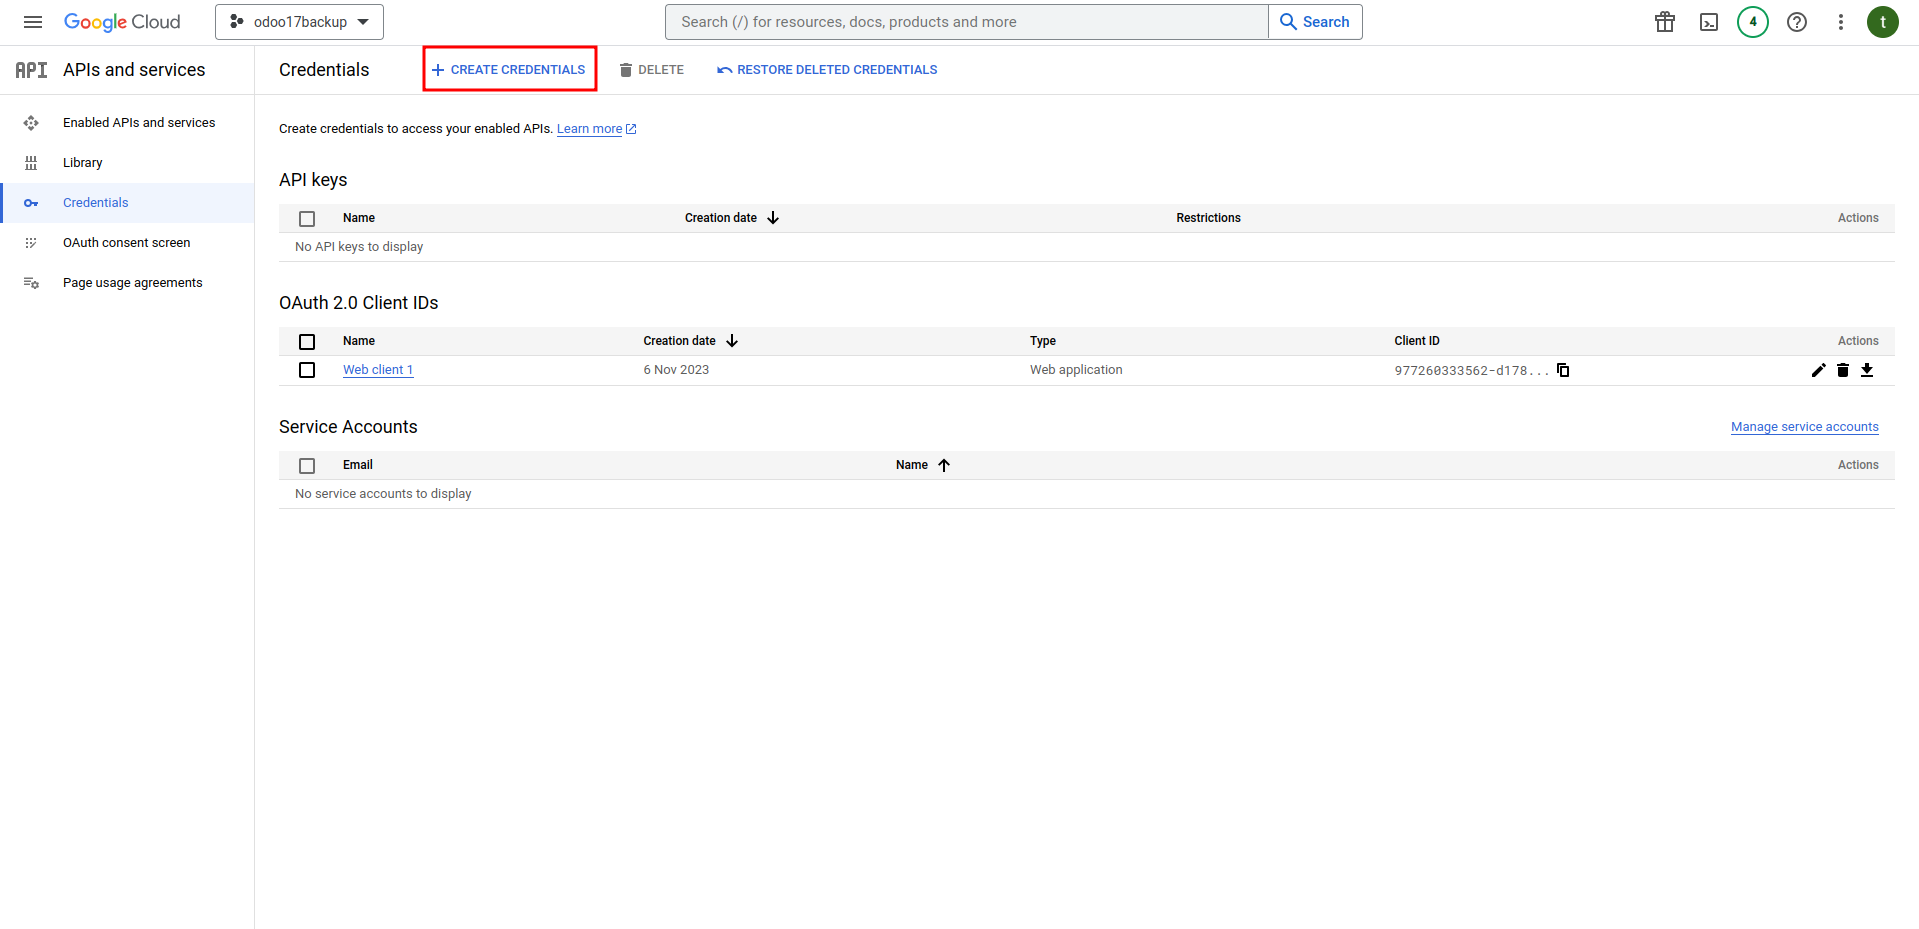 Google Cloud
odoo17backup
Search (/) for resources, docs, products and more
Search
4
t
API
APIs and services
Credentials
CREATE CREDENTIALS
DELETE
RESTORE DELETED CREDENTIALS
Enabled APIs and services
Library
Credentials
OAuth consent screen
Page usage agreements
Create credentials to access your enabled APIs. Learn more
API keys
Name Creation date Restrictions Actions
No API keys to display
OAuth 2.0 Client IDs
Name Creation date Type Client ID Actions
Web client 1 6 Nov 2023 Web application 977260333562-d178...
Service Accounts
Manage service accounts
Email Name Actions
No service accounts to display